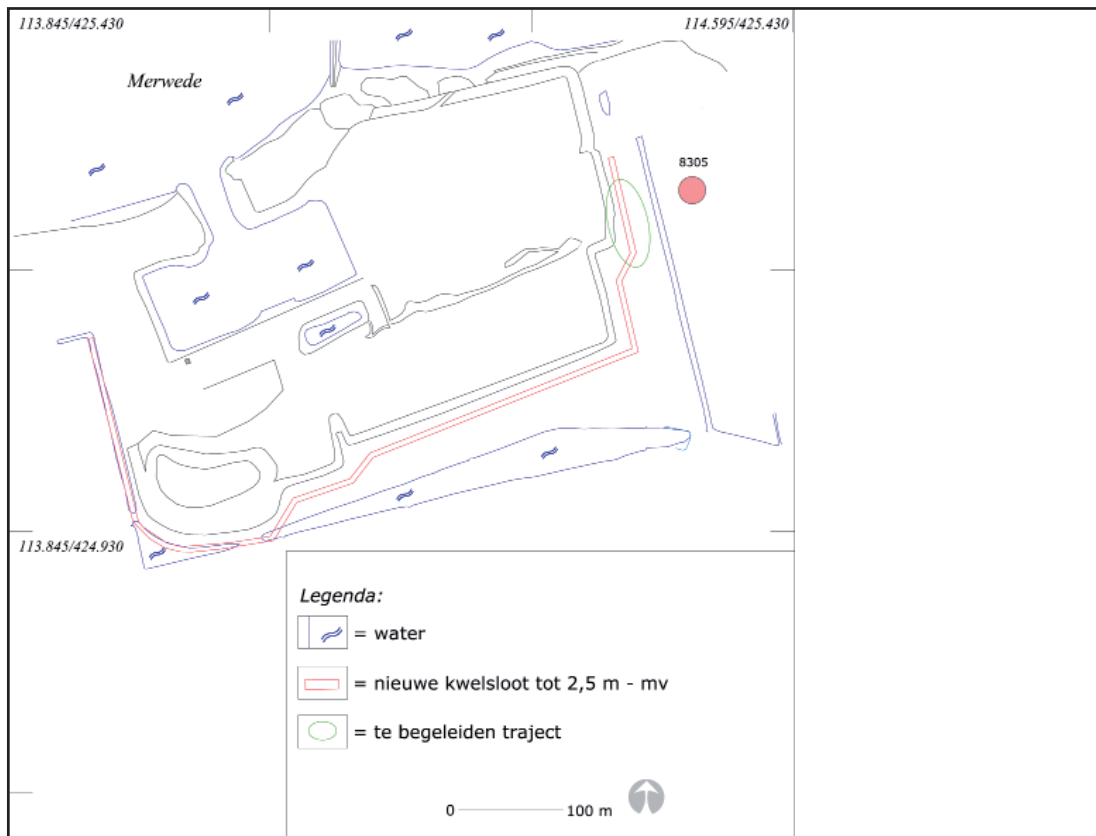 113.845/425.430
114.595/425.430
Merwede
8305
113.845/424.930
Legenda:
= water
= nieuwe kwelsloot tot 2,5 m - mv
= te begeleiden traject
0 100 m